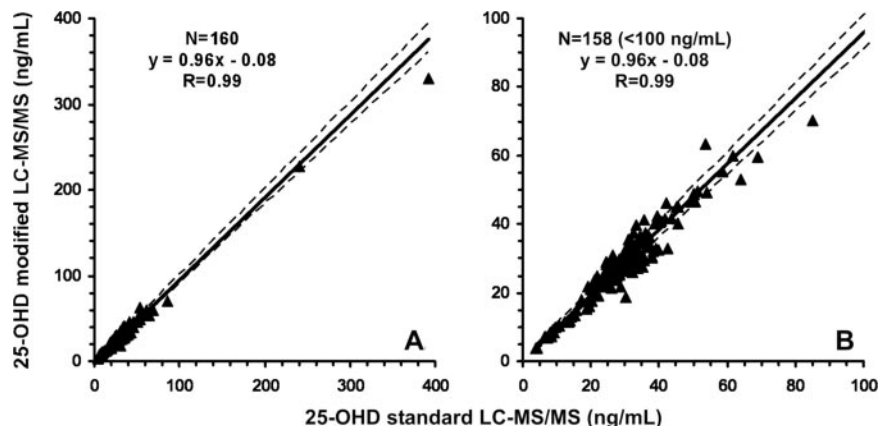 25-OHD modified LC-MS/MS (ng/mL)
400
300
200
100
0
N=160
y = 0.96x - 0.08
R=0.99
A
0
100
200
300
400
100
80
60
40
20
0
N=158 (<100 ng/mL)
y = 0.96x - 0.08
R=0.99
B
0
20
40
60
80
100
25-OHD standard LC-MS/MS (ng/mL)